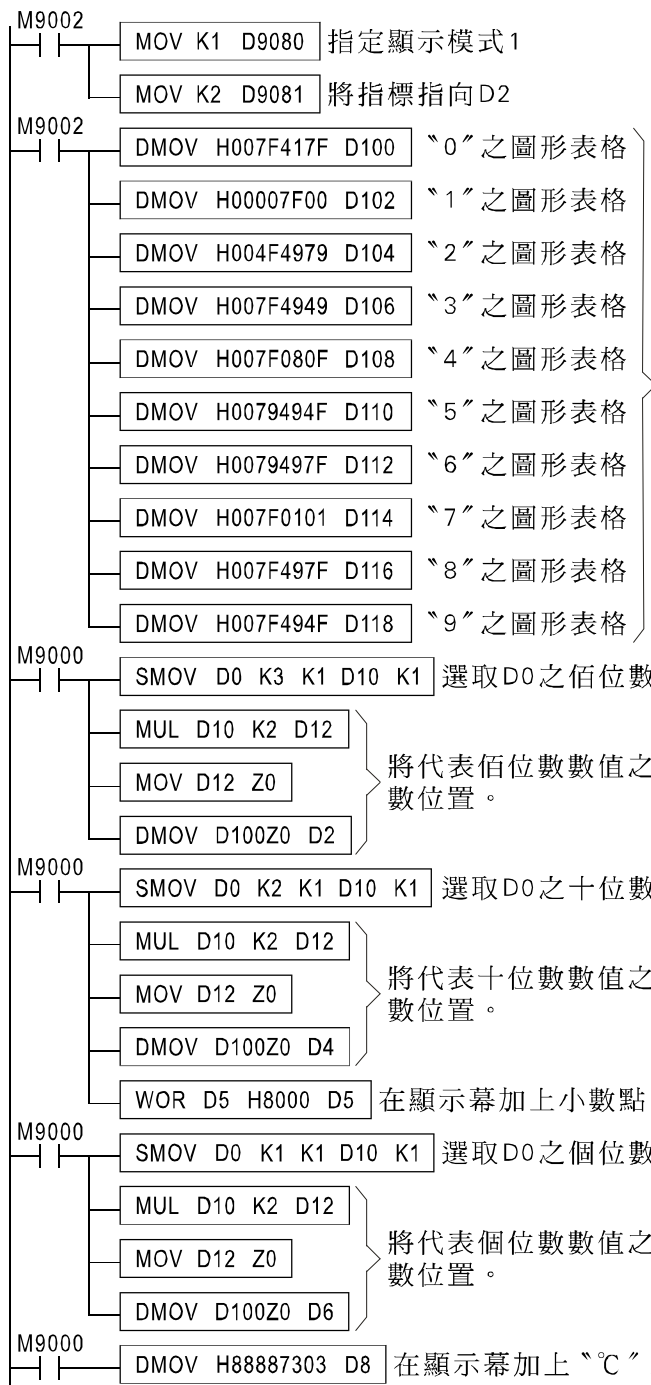 M9002
MOV K1 D9080 指定顯示模式1
MOV K2 D9081 將指標指向D2
M9002
DMOV H007F417F D100 〝0〞之圖形表格
DMOV H00007F00 D102 〝1〞之圖形表格
DMOV H004F4979 D104 〝2〞之圖形表格
DMOV H007F4949 D106 〝3〞之圖形表格
DMOV H007F080F D108 〝4〞之圖形表格
DMOV H0079494F D110 〝5〞之圖形表格
DMOV H0079497F D112 〝6〞之圖形表格
DMOV H007F0101 D114 〝7〞之圖形表格
DMOV H007F497F D116 〝8〞之圖形表格
DMOV H007F494F D118 〝9〞之圖形表格
M9000
SMOV D0 K3 K1 D10 K1 選取D0之佰位數
MUL D10 K2 D12
MOV D12 Z0
DMOV D100Z0 D2
將代表佰位數數值之
數位置。
M9000
SMOV D0 K2 K1 D10 K1 選取D0之十位數
MUL D10 K2 D12
MOV D12 Z0
DMOV D100Z0 D4
將代表十位數數值之
數位置。
WOR D5 H8000 D5 在顯示幕加上小數點
M9000
SMOV D0 K1 K1 D10 K1 選取D0之個位數
MUL D10 K2 D12
MOV D12 Z0
DMOV D100Z0 D6
將代表個位數數值之
數位置。
M9000
DMOV H88887303 D8 在顯示幕加上〝℃〞